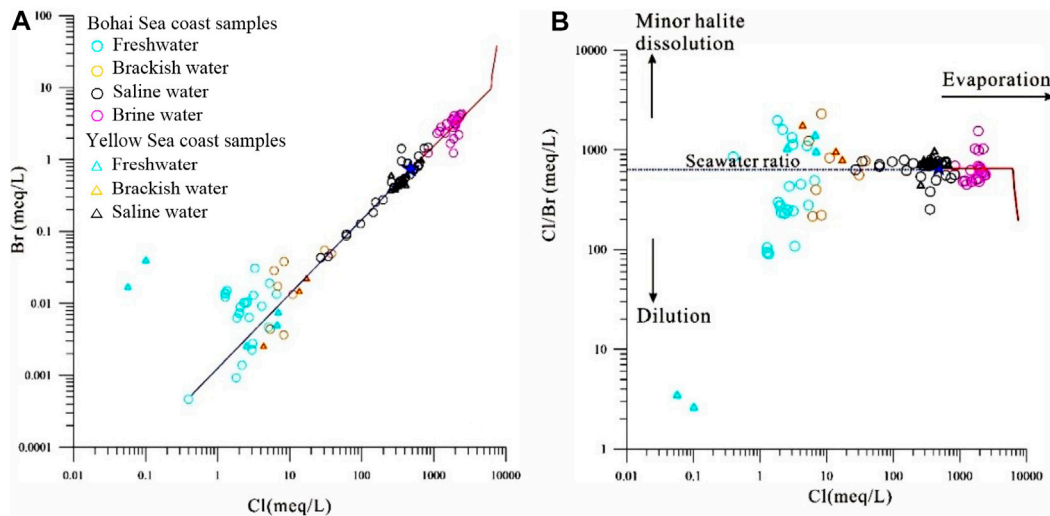 A
Bohai Sea coast samples
Freshwater
Brackish water
Saline water
Brine water
Yellow Sea coast samples
Freshwater
Brackish water
Saline water
100
10
1
0.1
0.01
0.001
0.0001
Br (meq/L)
0.01
0.1
1
10
100
1000
10000
Cl(meq/L)
B
Minor halite
dissolution
Evaporation
Seawater ratio
Dilution
10000
1000
100
10
1
Cl/Br (meq/L)
0.01
0.1
1
10
100
1000
10000
Cl(meq/L)